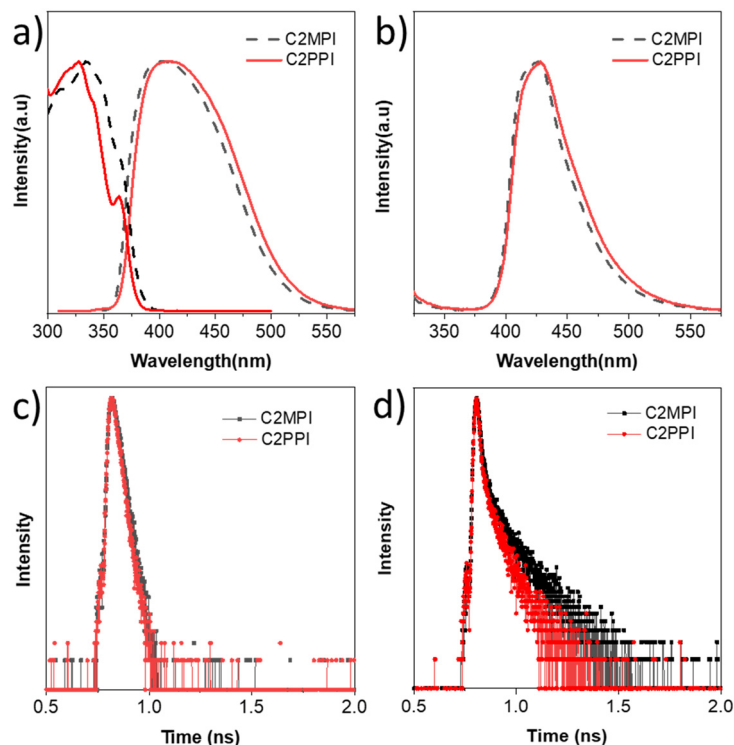 a)
C2MPI
C2PPI
Intensity(a.u)
300 350 400 450 500 550
Wavelength(nm)
b)
C2MPI
C2PPI
Intensity(a.u)
350 400 450 500 550
Wavelength(nm)
c)
C2MPI
C2PPI
Intensity
0.5 1.0 1.5 2.0
Time (ns)
d)
C2MPI
C2PPI
Intensity
0.5 1.0 1.5 2.0
Time (ns)